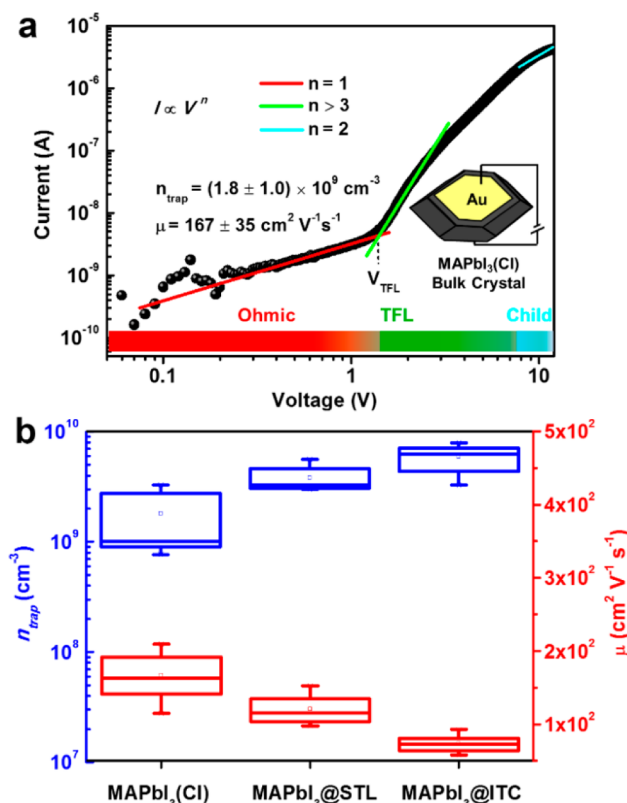 a
10⁻⁵
10⁻⁶
10⁻⁷
10⁻⁸
10⁻⁹
10⁻¹⁰
Current (A)
I ∝ Vⁿ
n = 1
n > 3
n = 2
n_trap = (1.8 ± 1.0) × 10⁹ cm⁻³
μ = 167 ± 35 cm² V⁻¹s⁻¹
Au
MAPbI₃(Cl)
Bulk Crystal
V_TFL
Ohmic
TFL
Child
0.1
1
10
Voltage (V)
b
10¹⁰
10⁹
10⁸
10⁷
n_trap (cm⁻³)
5x10²
4x10²
3x10²
2x10²
1x10²
μ (cm² V⁻¹ s⁻¹)
MAPbI₃(Cl)
MAPbI₃@STL
MAPbI₃@ITC